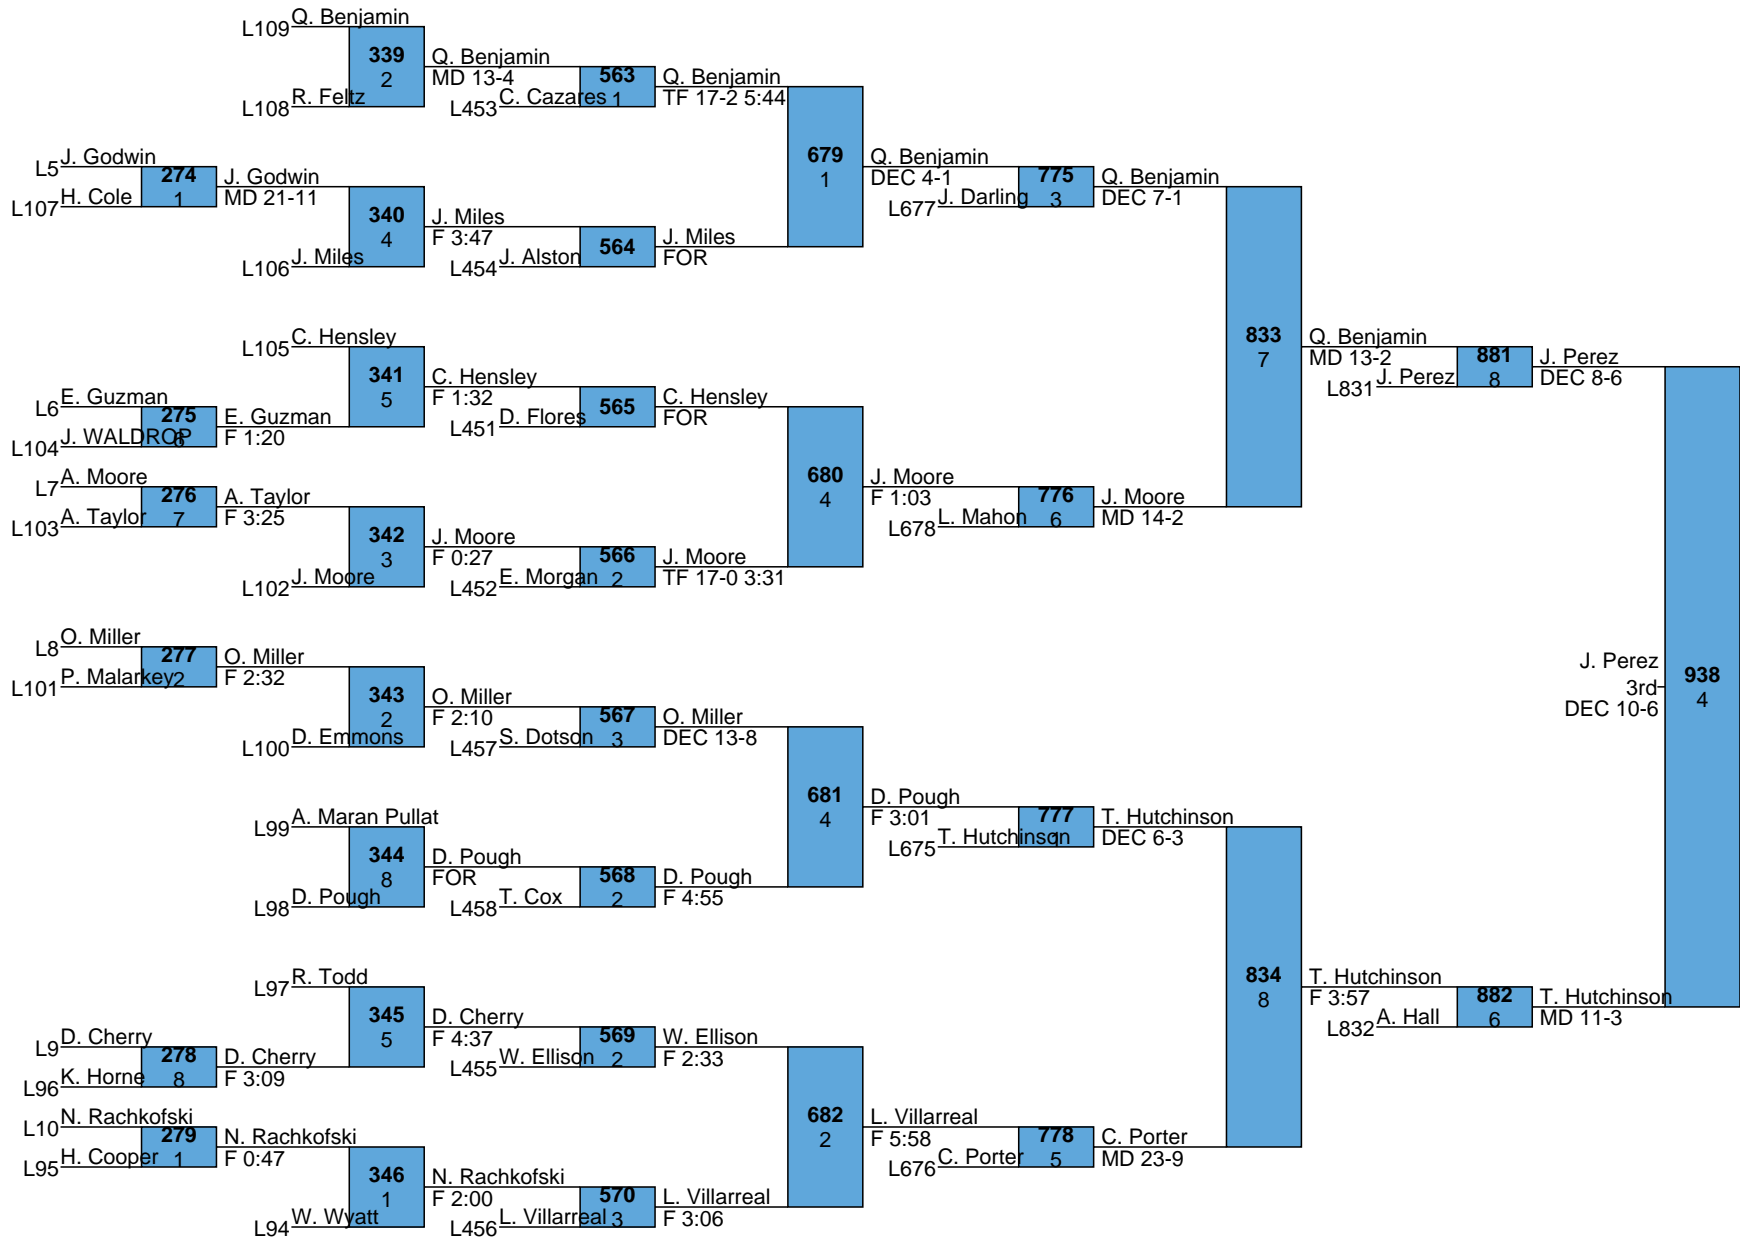 Q. Benjamin
L109
339
2
Q. Benjamin
MD 13-4
R. Feltz
L108
563
1
C. Cazares
L453
Q. Benjamin
TF 17-2 5:44
J. Godwin
L5
274
1
H. Cole
L107
J. Godwin
MD 21-11
340
4
J. Miles
L106
J. Miles
F 3:47
564
J. Alston
L454
J. Miles
FOR
679
1
Q. Benjamin
DEC 4-1
775
3
J. Darling
L677
Q. Benjamin
DEC 7-1
C. Hensley
L105
341
5
E. Guzman
L6
275
6
J. WALDROP
L104
E. Guzman
F 1:20
C. Hensley
F 1:32
565
D. Flores
L451
C. Hensley
FOR
A. Moore
L7
276
7
A. Taylor
L103
A. Taylor
F 3:25
342
3
J. Moore
L102
J. Moore
F 0:27
566
2
E. Morgan
L452
J. Moore
TF 17-0 3:31
680
4
J. Moore
F 1:03
776
6
L. Mahon
L678
J. Moore
MD 14-2
833
7
Q. Benjamin
MD 13-2
881
8
J. Perez
L831
J. Perez
DEC 8-6
O. Miller
L8
277
2
P. Malarkey
L101
O. Miller
F 2:32
343
2
D. Emmons
L100
O. Miller
F 2:10
567
3
S. Dotson
L457
O. Miller
DEC 13-8
A. Maran Pullat
L99
344
8
D. Pough
L98
D. Pough
FOR
568
2
T. Cox
L458
D. Pough
F 4:55
681
4
D. Pough
F 3:01
777
1
T. Hutchinson
L675
T. Hutchinson
DEC 6-3
R. Todd
L97
345
5
D. Cherry
L9
278
8
K. Horne
L96
D. Cherry
F 3:09
D. Cherry
F 4:37
569
2
W. Ellison
L455
W. Ellison
F 2:33
N. Rachkofski
L10
279
1
H. Cooper
L95
N. Rachkofski
F 0:47
346
1
W. Wyatt
L94
N. Rachkofski
F 2:00
570
3
L. Villarreal
L456
L. Villarreal
F 3:06
682
2
L. Villarreal
F 5:58
778
5
C. Porter
L676
C. Porter
MD 23-9
834
8
T. Hutchinson
F 3:57
882
6
A. Hall
L832
T. Hutchinson
MD 11-3
938
4
J. Perez
3rd
DEC 10-6